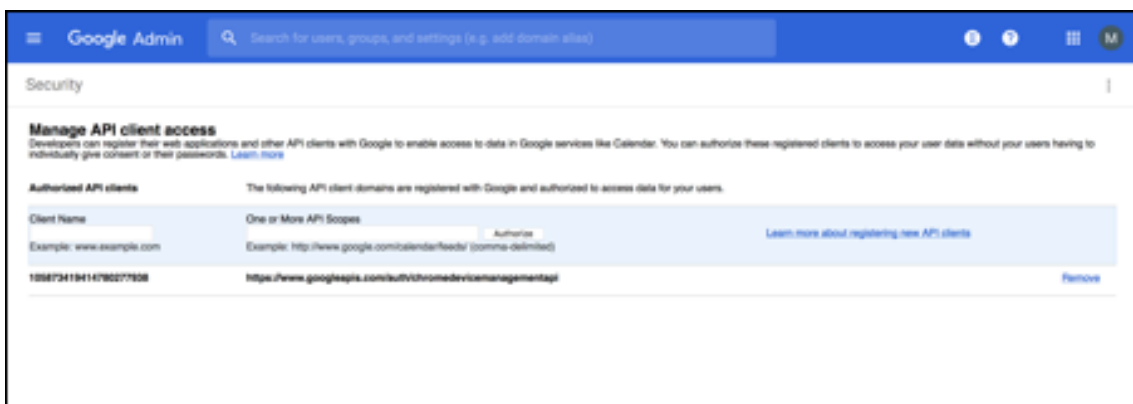 Google Admin
Search for users, groups, and settings (e.g. add domain alias)
M
Security
Manage API client access
Developers can register their web applications and other API clients with Google to enable access to data in Google services like Calendar. You can authorize these registered clients to access your user data without your users having to
individually give consent or their passwords. Learn more
Authorized API clients
The following API client domains are registered with Google and authorized to access data for your users.
Client Name
One or More API Scopes
Authorize
Learn more about registering new API clients
Example: www.example.com
Example: http://www.google.com/calendar/feeds/ (comma-delimited)
https://www.googleapis.com/auth/chromedevicemanagementapi
Remove